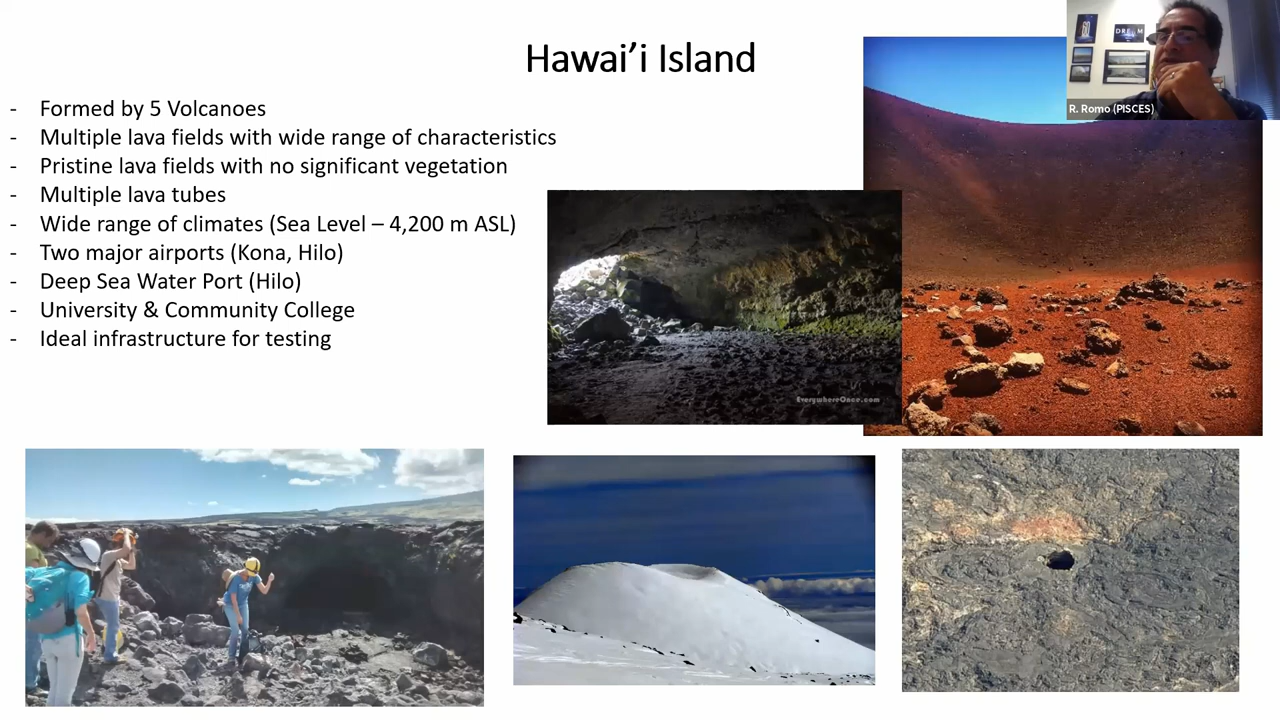 Hawai’i Island
- Formed by 5 Volcanoes
- Multiple lava fields with wide range of characteristics
- Pristine lava fields with no significant vegetation
- Multiple lava tubes
- Wide range of climates (Sea Level – 4,200 m ASL)
- Two major airports (Kona, Hilo)
- Deep Sea Water Port (Hilo)
- University & Community College
- Ideal infrastructure for testing
R. Romo (PISCES)
EverywhereOnce.com